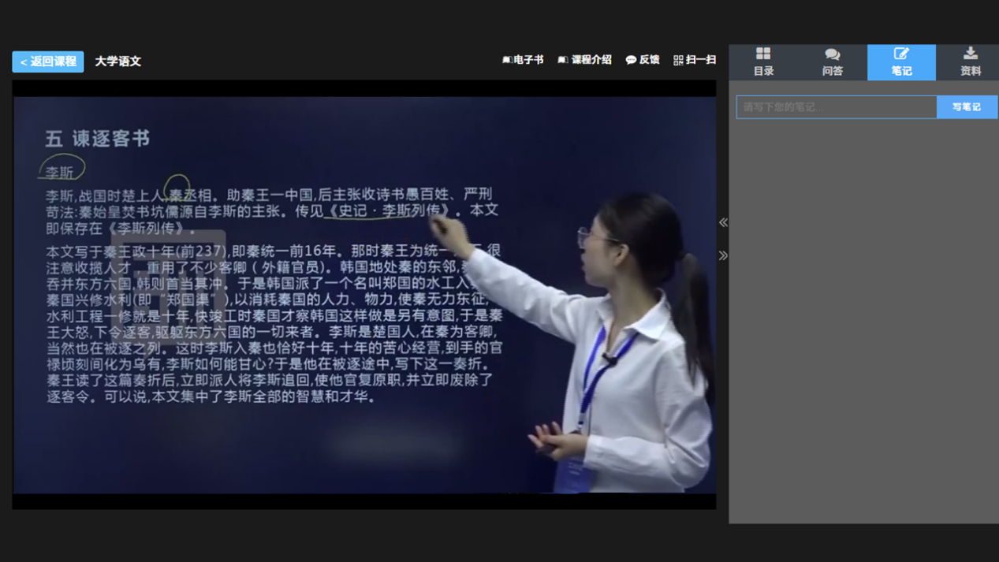 < 返回课程
大学语文
电子书
课程介绍
反馈
扫一扫
目录
问答
笔记
资料
请写下您的笔记...
写笔记
五 谏逐客书
李斯
李斯,战国时楚上人,秦丞相。助秦王一中国,后主张收诗书愚百姓、严刑
苛法:秦始皇焚书坑儒源自李斯的主张。传见《史记·李斯列传》。本文
即保存在《李斯列传》。
本文写于秦王政十年(前237),即秦统一前16年。那时秦王为统一 很
注意收揽人才，重用了不少客卿（外籍官员)。韩国地处秦的东邻,
吞并东方六国,韩则首当其冲。于是韩国派了一个名叫郑国的水工入
秦国兴修水利(即“郑国渠”),以消耗秦国的人力、物力,使秦无力东征,
水利工程一修就是十年,快竣工时秦国才察韩国这样做是另有意图,于是秦
王大怒,下令逐客,驱躯东方六国的一切来者。李斯是楚国人,在秦为客卿,
当然也在被逐之列。这时李斯入秦也恰好十年,十年的苦心经营,到手的官
禄顷刻间化为乌有,李斯如何能甘心?于是他在被逐途中,写下这一奏折。
秦王读了这篇奏折后,立即派人将李斯追回,使他官复原职,并立即废除了
逐客令。可以说,本文集中了李斯全部的智慧和才华。